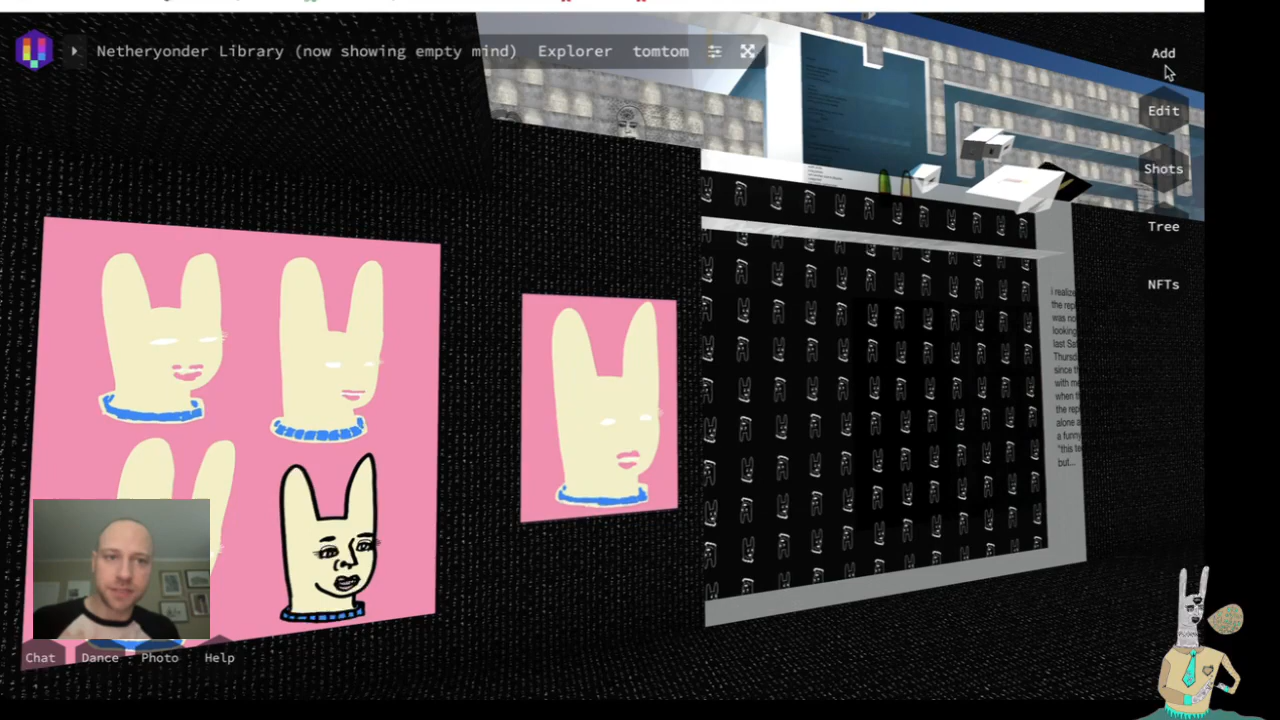 Netheryonder Library (now showing empty mind) Explorer tomtom
Add
Edit
Shots
Tree
NFTs
i realize
the rep
was no
looking
last Sa
Thursd
since th
with me
when th
the rep
alone a
a funny
"this te
but...
Chat Dance Photo Help